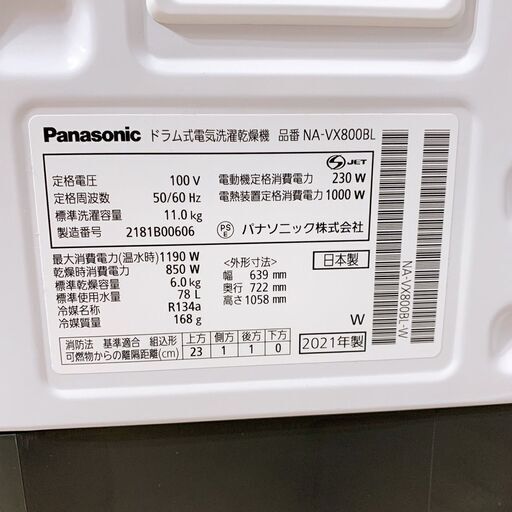 Panasonic ドラム式電気洗濯乾燥機 品番 NA-VX800BL
S JET
定格電圧 100 V 電動機定格消費電力 230 W
定格周波数 50/60 Hz 電熱装置定格消費電力 1000 W
標準洗濯容量 11.0 kg
製造番号 2181B00606 PSE パナソニック株式会社
最大消費電力(温水時) 1190 W <外形寸法> 日本製
乾燥時消費電力 850 W 幅 639 mm
標準乾燥容量 6.0 kg 奥行 722 mm
標準使用水量 78 L 高さ 1058 mm
冷媒名称 R134a
冷媒質量 168 g W
消防法 基準適合 組込形 上方 側方 後方 下方
可燃物からの離隔距離(cm) 23 1 1 0 2021年製
NA-VX800BL-W